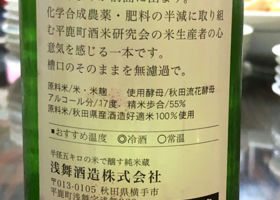 化学合成農薬・肥料の半減に取り組
む平鹿町酒米研究会の米生産者の心
意気を感じる一本です。
槽口のそのままを無濾過で。
原料米/米・米麹 使用酵母/秋田流花酵母
アルコール分/17度 精米歩合/55%
原料米/秋田県産酒造好適米100%使用
■おすすめ温度 ◎冷酒 ○常温
半径五キロの米で醸す純米蔵
浅舞酒造株式会社
〒013-0105 秋田県横手市
平鹿町浅舞